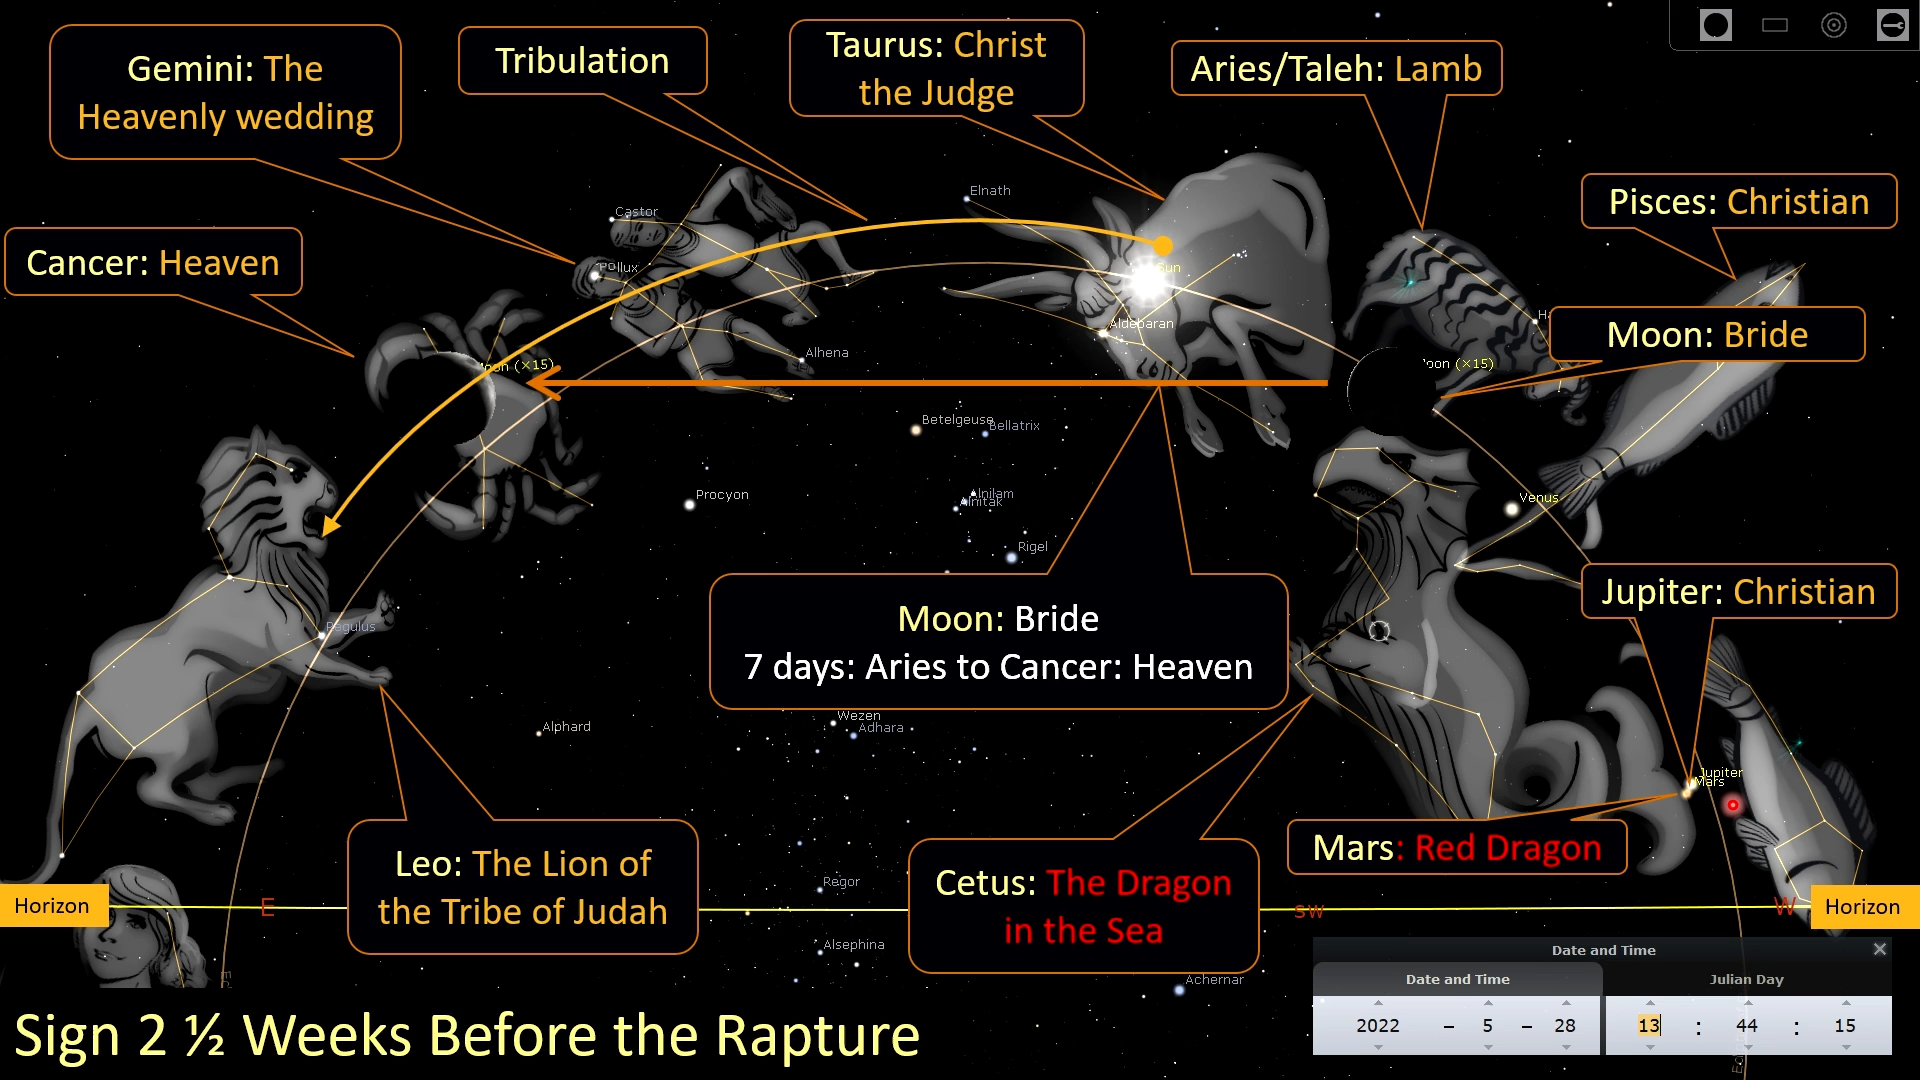 Gemini: The
Heavenly wedding
Tribulation
Taurus: Christ
the Judge
Aries/Taleh: Lamb
Pisces: Christian
Cancer: Heaven
Moon: Bride
Elnath
Castor
Pollux
Sun
Aldebaran
Alhena
Moon (×15)
oon (×15)
Betelgeuse
Bellatrix
Procyon
Alnilam
Alnitak
Venus
Rigel
Jupiter: Christian
Moon: Bride
7 days: Aries to Cancer: Heaven
Regulus
Wezen
Adhara
Alphard
Jupiter
Mars
Mars: Red Dragon
Leo: The Lion of
the Tribe of Judah
Cetus: The Dragon
in the Sea
Regor
Horizon
E
SW
W
Horizon
Alsephina
Achernar
Date and Time
Date and Time
Julian Day
2022 – 5 – 28
13 : 44 : 15
Sign 2 ½ Weeks Before the Rapture